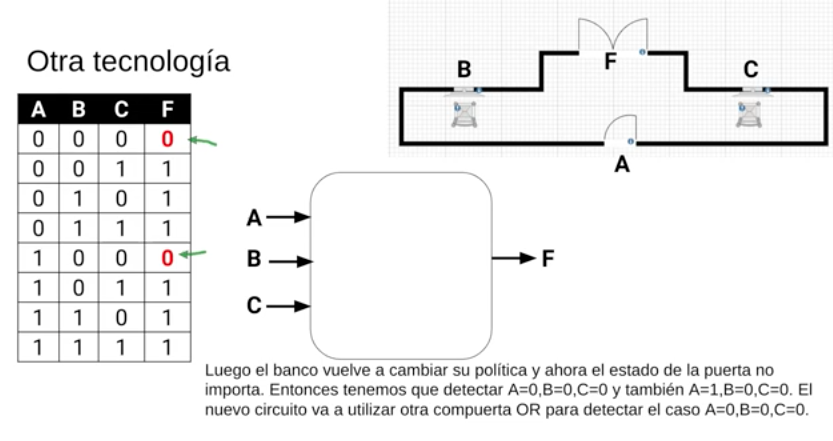 Otra tecnología
A B C F
0 0 0 0
0 0 1 1
0 1 0 1
0 1 1 1
1 0 0 0
1 0 1 1
1 1 0 1
1 1 1 1
B
F
C
A
A
B
C
F
Luego el banco vuelve a cambiar su política y ahora el estado de la puerta no
importa. Entonces tenemos que detectar A=0,B=0,C=0 y también A=1,B=0,C=0. El
nuevo circuito va a utilizar otra compuerta OR para detectar el caso A=0,B=0,C=0.